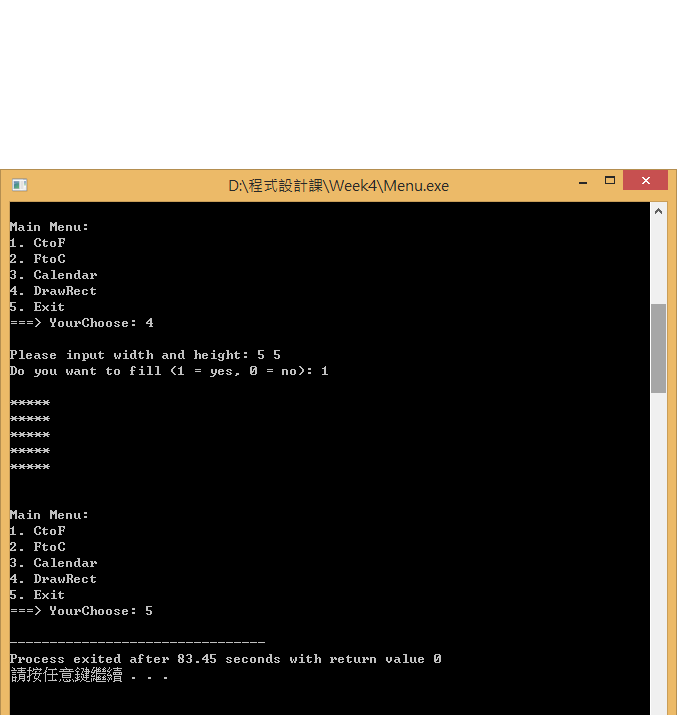 D:\程式設計課\Week4\Menu.exe
Main Menu:
1. CtoF
2. FtoC
3. Calendar
4. DrawRect
5. Exit
===> YourChoose: 4
Please input width and height: 5 5
Do you want to fill (1 = yes, 0 = no): 1
*****
*****
*****
*****
*****
Main Menu:
1. CtoF
2. FtoC
3. Calendar
4. DrawRect
5. Exit
===> YourChoose: 5
--------------------------------
Process exited after 83.45 seconds with return value 0
請按任意鍵繼續 . . .